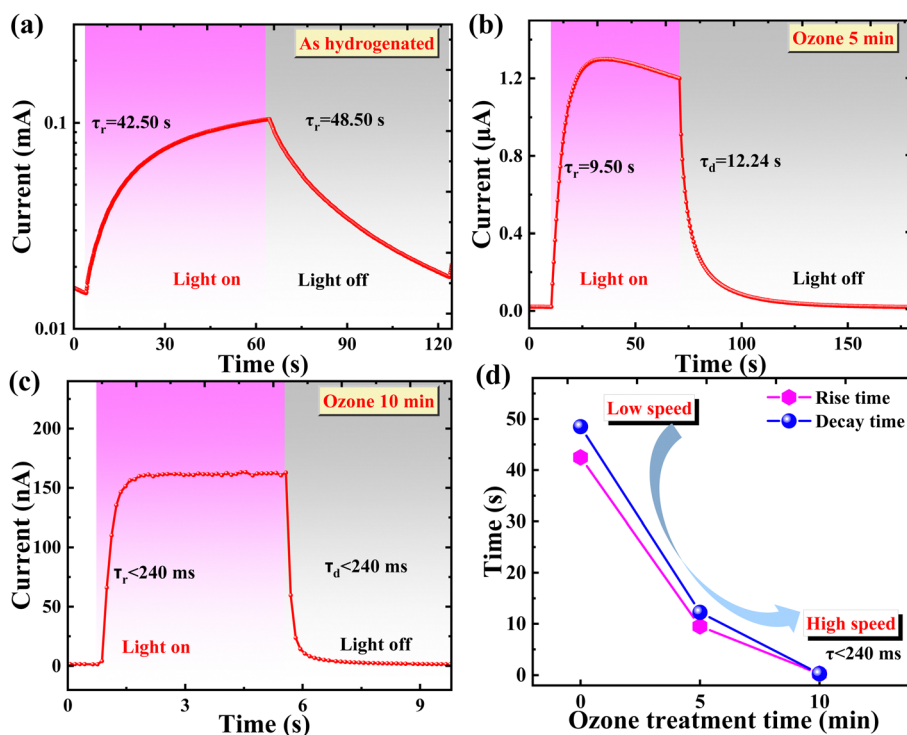 (a)
As hydrogenated
Current (mA)
0.1
0.01
τr=42.50 s
τr=48.50 s
Light on
Light off
0 30 60 90 120
Time (s)
(b)
Ozone 5 min
Current (μA)
1.2
0.8
0.4
0.0
τr=9.50 s
τd=12.24 s
Light on
Light off
0 50 100 150
Time (s)
(c)
Ozone 10 min
Current (nA)
200
150
100
50
0
τr<240 ms
τd<240 ms
Light on
Light off
0 3 6 9
Time (s)
(d)
Low speed
Rise time
Decay time
Time (s)
50
40
30
20
10
0
High speed
τ<240 ms
0 5 10
Ozone treatment time (min)